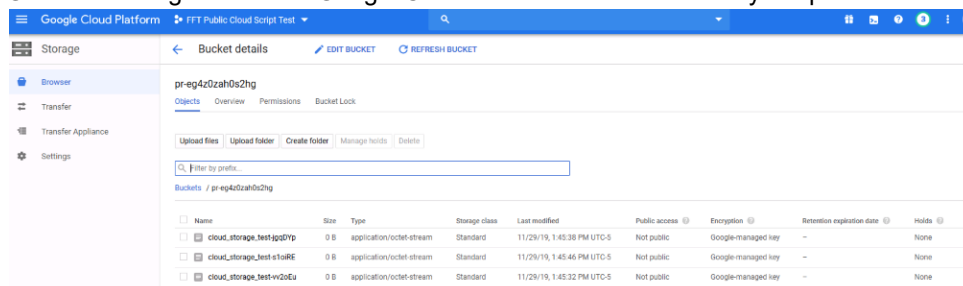 Google Cloud Platform FFT Public Cloud Script Test 3
Storage Bucket details EDIT BUCKET REFRESH BUCKET
Browser
Transfer
Transfer Appliance
Settings
pr-eg4z0zah0s2hg
Objects Overview Permissions Bucket Lock
Upload files Upload folder Create folder Manage holds Delete
Filter by prefix...
Buckets / pr-eg4z0zah0s2hg
Name Size Type Storage class Last modified Public access Encryption Retention expiration date Holds
cloud_storage_test-jgqDYp 0 B application/octet-stream Standard 11/29/19, 1:45:38 PM UTC-5 Not public Google-managed key – None
cloud_storage_test-s1oiRE 0 B application/octet-stream Standard 11/29/19, 1:45:46 PM UTC-5 Not public Google-managed key – None
cloud_storage_test-vv2oEu 0 B application/octet-stream Standard 11/29/19, 1:45:32 PM UTC-5 Not public Google-managed key – None